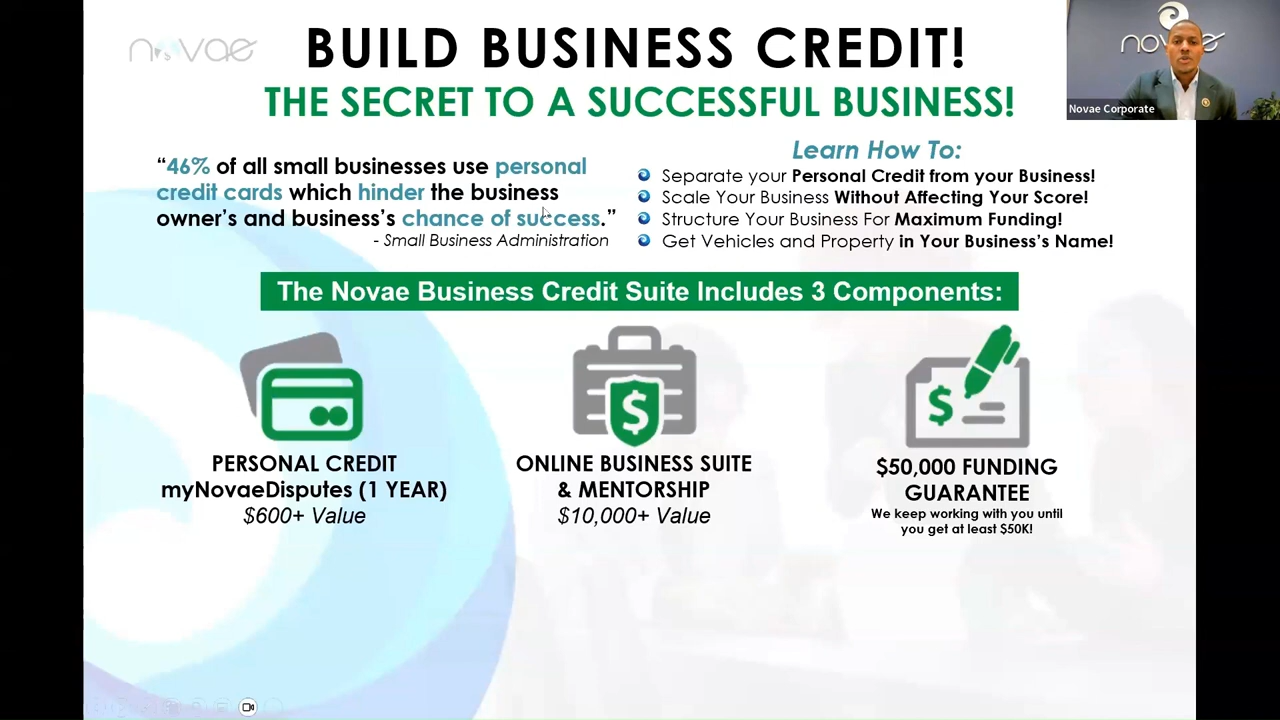 novae
BUILD BUSINESS CREDIT!
THE SECRET TO A SUCCESSFUL BUSINESS!
novae
Novae Corporate
“46% of all small businesses use personal
credit cards which hinder the business
owner’s and business’s chance of success.”
- Small Business Administration
Learn How To:
Separate your Personal Credit from your Business!
Scale Your Business Without Affecting Your Score!
Structure Your Business For Maximum Funding!
Get Vehicles and Property in Your Business’s Name!
The Novae Business Credit Suite Includes 3 Components:
PERSONAL CREDIT
myNovaeDisputes (1 YEAR)
$600+ Value
$
ONLINE BUSINESS SUITE
& MENTORSHIP
$10,000+ Value
$
$50,000 FUNDING
GUARANTEE
We keep working with you until
you get at least $50K!